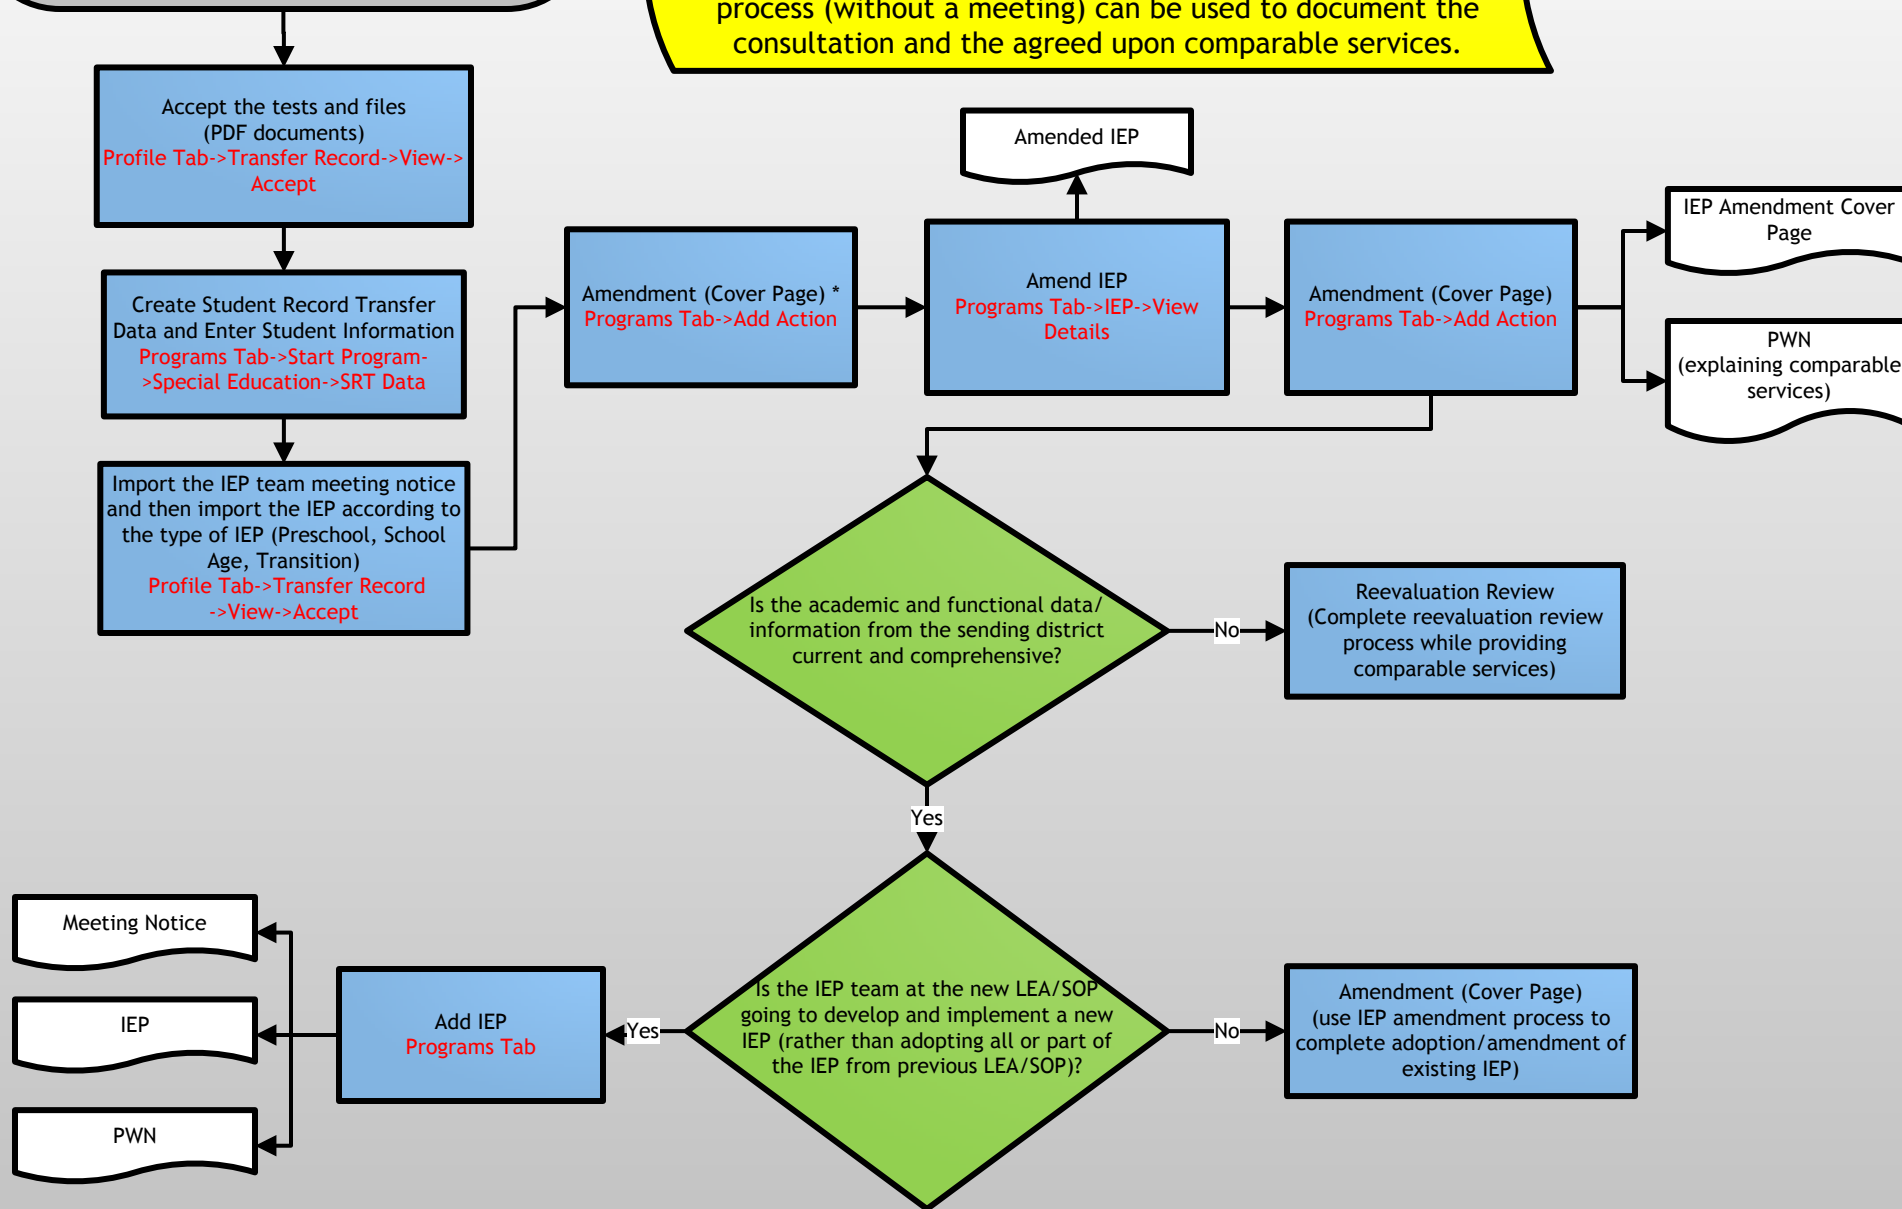 process (without a meeting) can be used to document the
consultation and the agreed upon comparable services.
Accept the tests and files
(PDF documents)
Profile Tab->Transfer Record->View->
Accept
Create Student Record Transfer
Data and Enter Student Information
Programs Tab->Start Program-
>Special Education->SRT Data
Import the IEP team meeting notice
and then import the IEP according to
the type of IEP (Preschool, School
Age, Transition)
Profile Tab->Transfer Record
->View->Accept
Amendment (Cover Page) *
Programs Tab->Add Action
Amended IEP
Amend IEP
Programs Tab->IEP->View
Details
Amendment (Cover Page)
Programs Tab->Add Action
IEP Amendment Cover
Page
PWN
(explaining comparable
services)
Is the academic and functional data/
information from the sending district
current and comprehensive?
No
Reevaluation Review
(Complete reevaluation review
process while providing
comparable services)
Yes
Is the IEP team at the new LEA/SOP
going to develop and implement a new
IEP (rather than adopting all or part of
the IEP from previous LEA/SOP)?
No
Amendment (Cover Page)
(use IEP amendment process to
complete adoption/amendment of
existing IEP)
Yes
Add IEP
Programs Tab
Meeting Notice
IEP
PWN